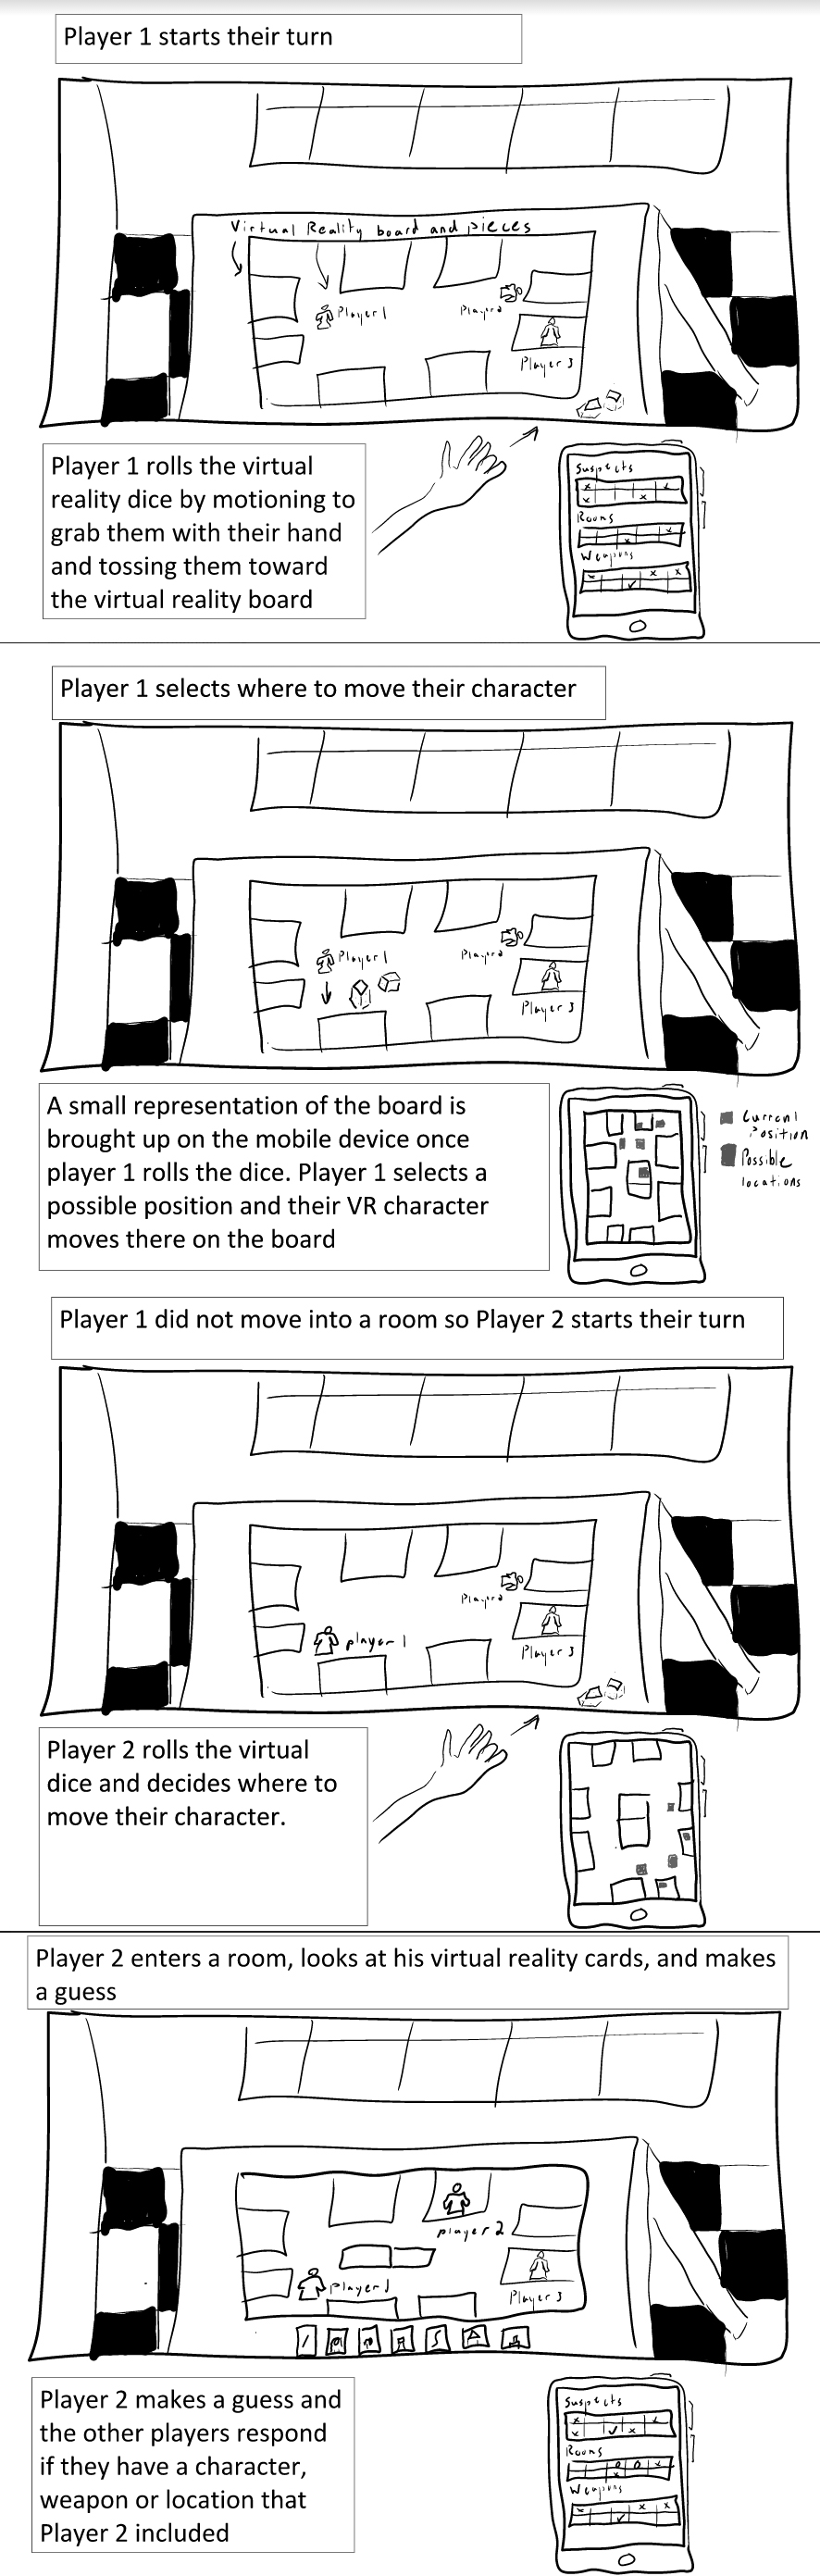 Player 1 starts their turn
Virtual Reality board and pieces
Player 1
Player 2
Player 3
Player 1 rolls the virtual
reality dice by motioning to
grab them with their hand
and tossing them toward
the virtual reality board
Suspects
Rooms
Weapons
Player 1 selects where to move their character
Player 1
Player 2
Player 3
A small representation of the board is
brought up on the mobile device once
player 1 rolls the dice. Player 1 selects a
possible position and their VR character
moves there on the board
Current
Position
Possible
locations
Player 1 did not move into a room so Player 2 starts their turn
Player 2
player 1
Player 3
Player 2 rolls the virtual
dice and decides where to
move their character.
Player 2 enters a room, looks at his virtual reality cards, and makes
a guess
player 2
Player 1
Player 3
Player 2 makes a guess and
the other players respond
if they have a character,
weapon or location that
Player 2 included
Suspects
Rooms
Weapons